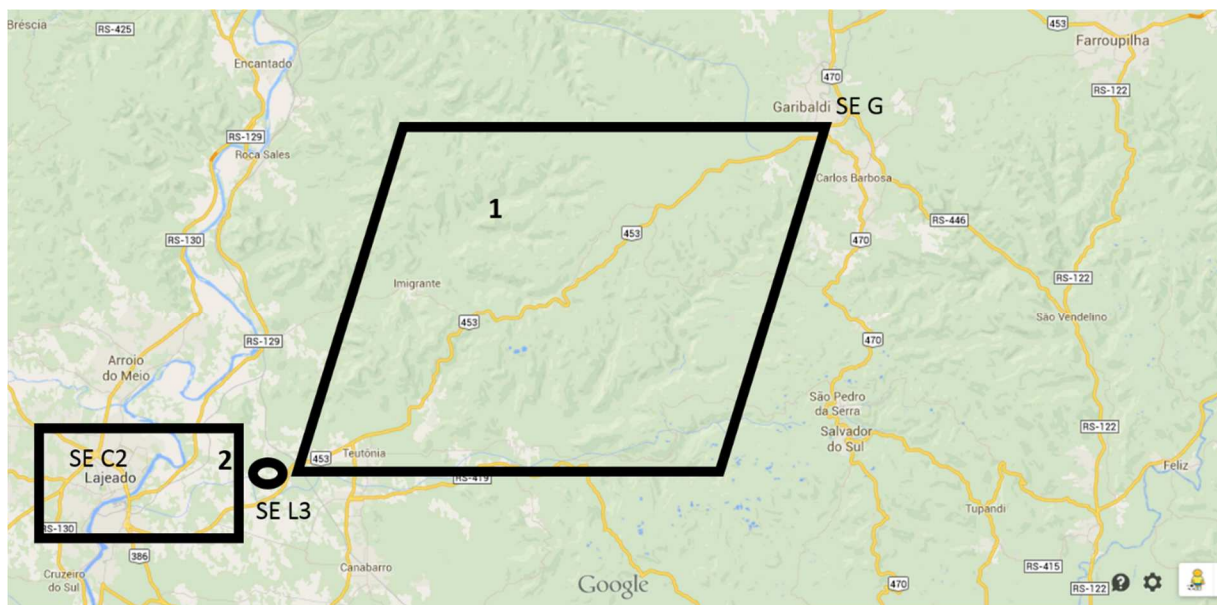 Bréscia
RS-425
Encantado
453
Farroupilha
470
RS-122
Garibaldi
SE G
RS-129
Roca Sales
Carlos Barbosa
1
RS-446
453
RS-130
470
Imigrante
RS-122
453
São Vendelino
RS-129
470
Arroio
do Meio
São Pedro
da Serra
RS-122
Salvador
do Sul
SE C2
2
453
Teutônia
Lajeado
Feliz
RS-419
SE L3
Tupandi
RS-130
386
RS-415
Canabarro
Cruzeiro
do Sul
Google
470
RS-122